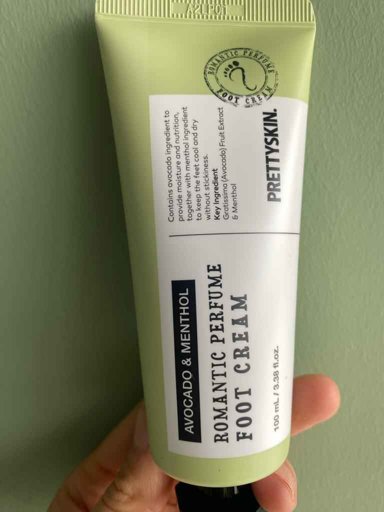 A2LF01
ROMANTIC PERFUME
FOOT CREAM
Contains avocado ingredient to
provide moisture and nutrition,
together with menthol ingredient
to keep the feet cool and dry
without stickiness.
Key Ingredient
Gratissima (Avocado) Fruit Extract
& Menthol
PRETTYSKIN.
AVOCADO & MENTHOL
ROMANTIC PERFUME
FOOT CREAM
100 mL / 3.38 fl.oz.